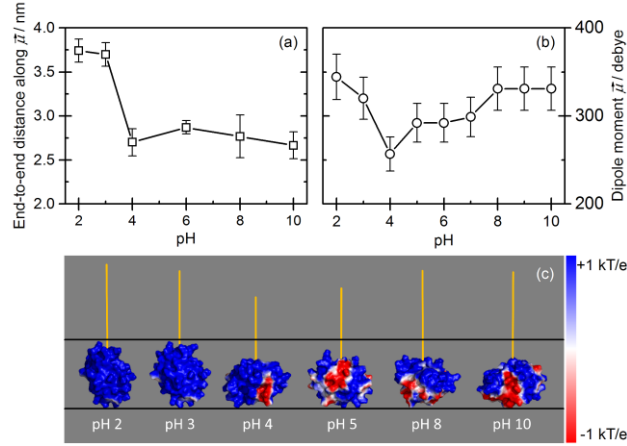 End-to-end distance along μ⃗ / nm
4.0
3.5
3.0
2.5
2.0
2 4 6 8 10
pH
(a)
(b)
2 3 4 5 6 7 8 9 10
pH
400
300
200
Dipole moment μ⃗ / debye
(c)
pH 2 pH 3 pH 4 pH 5 pH 8 pH 10
+1 kT/e
-1 kT/e